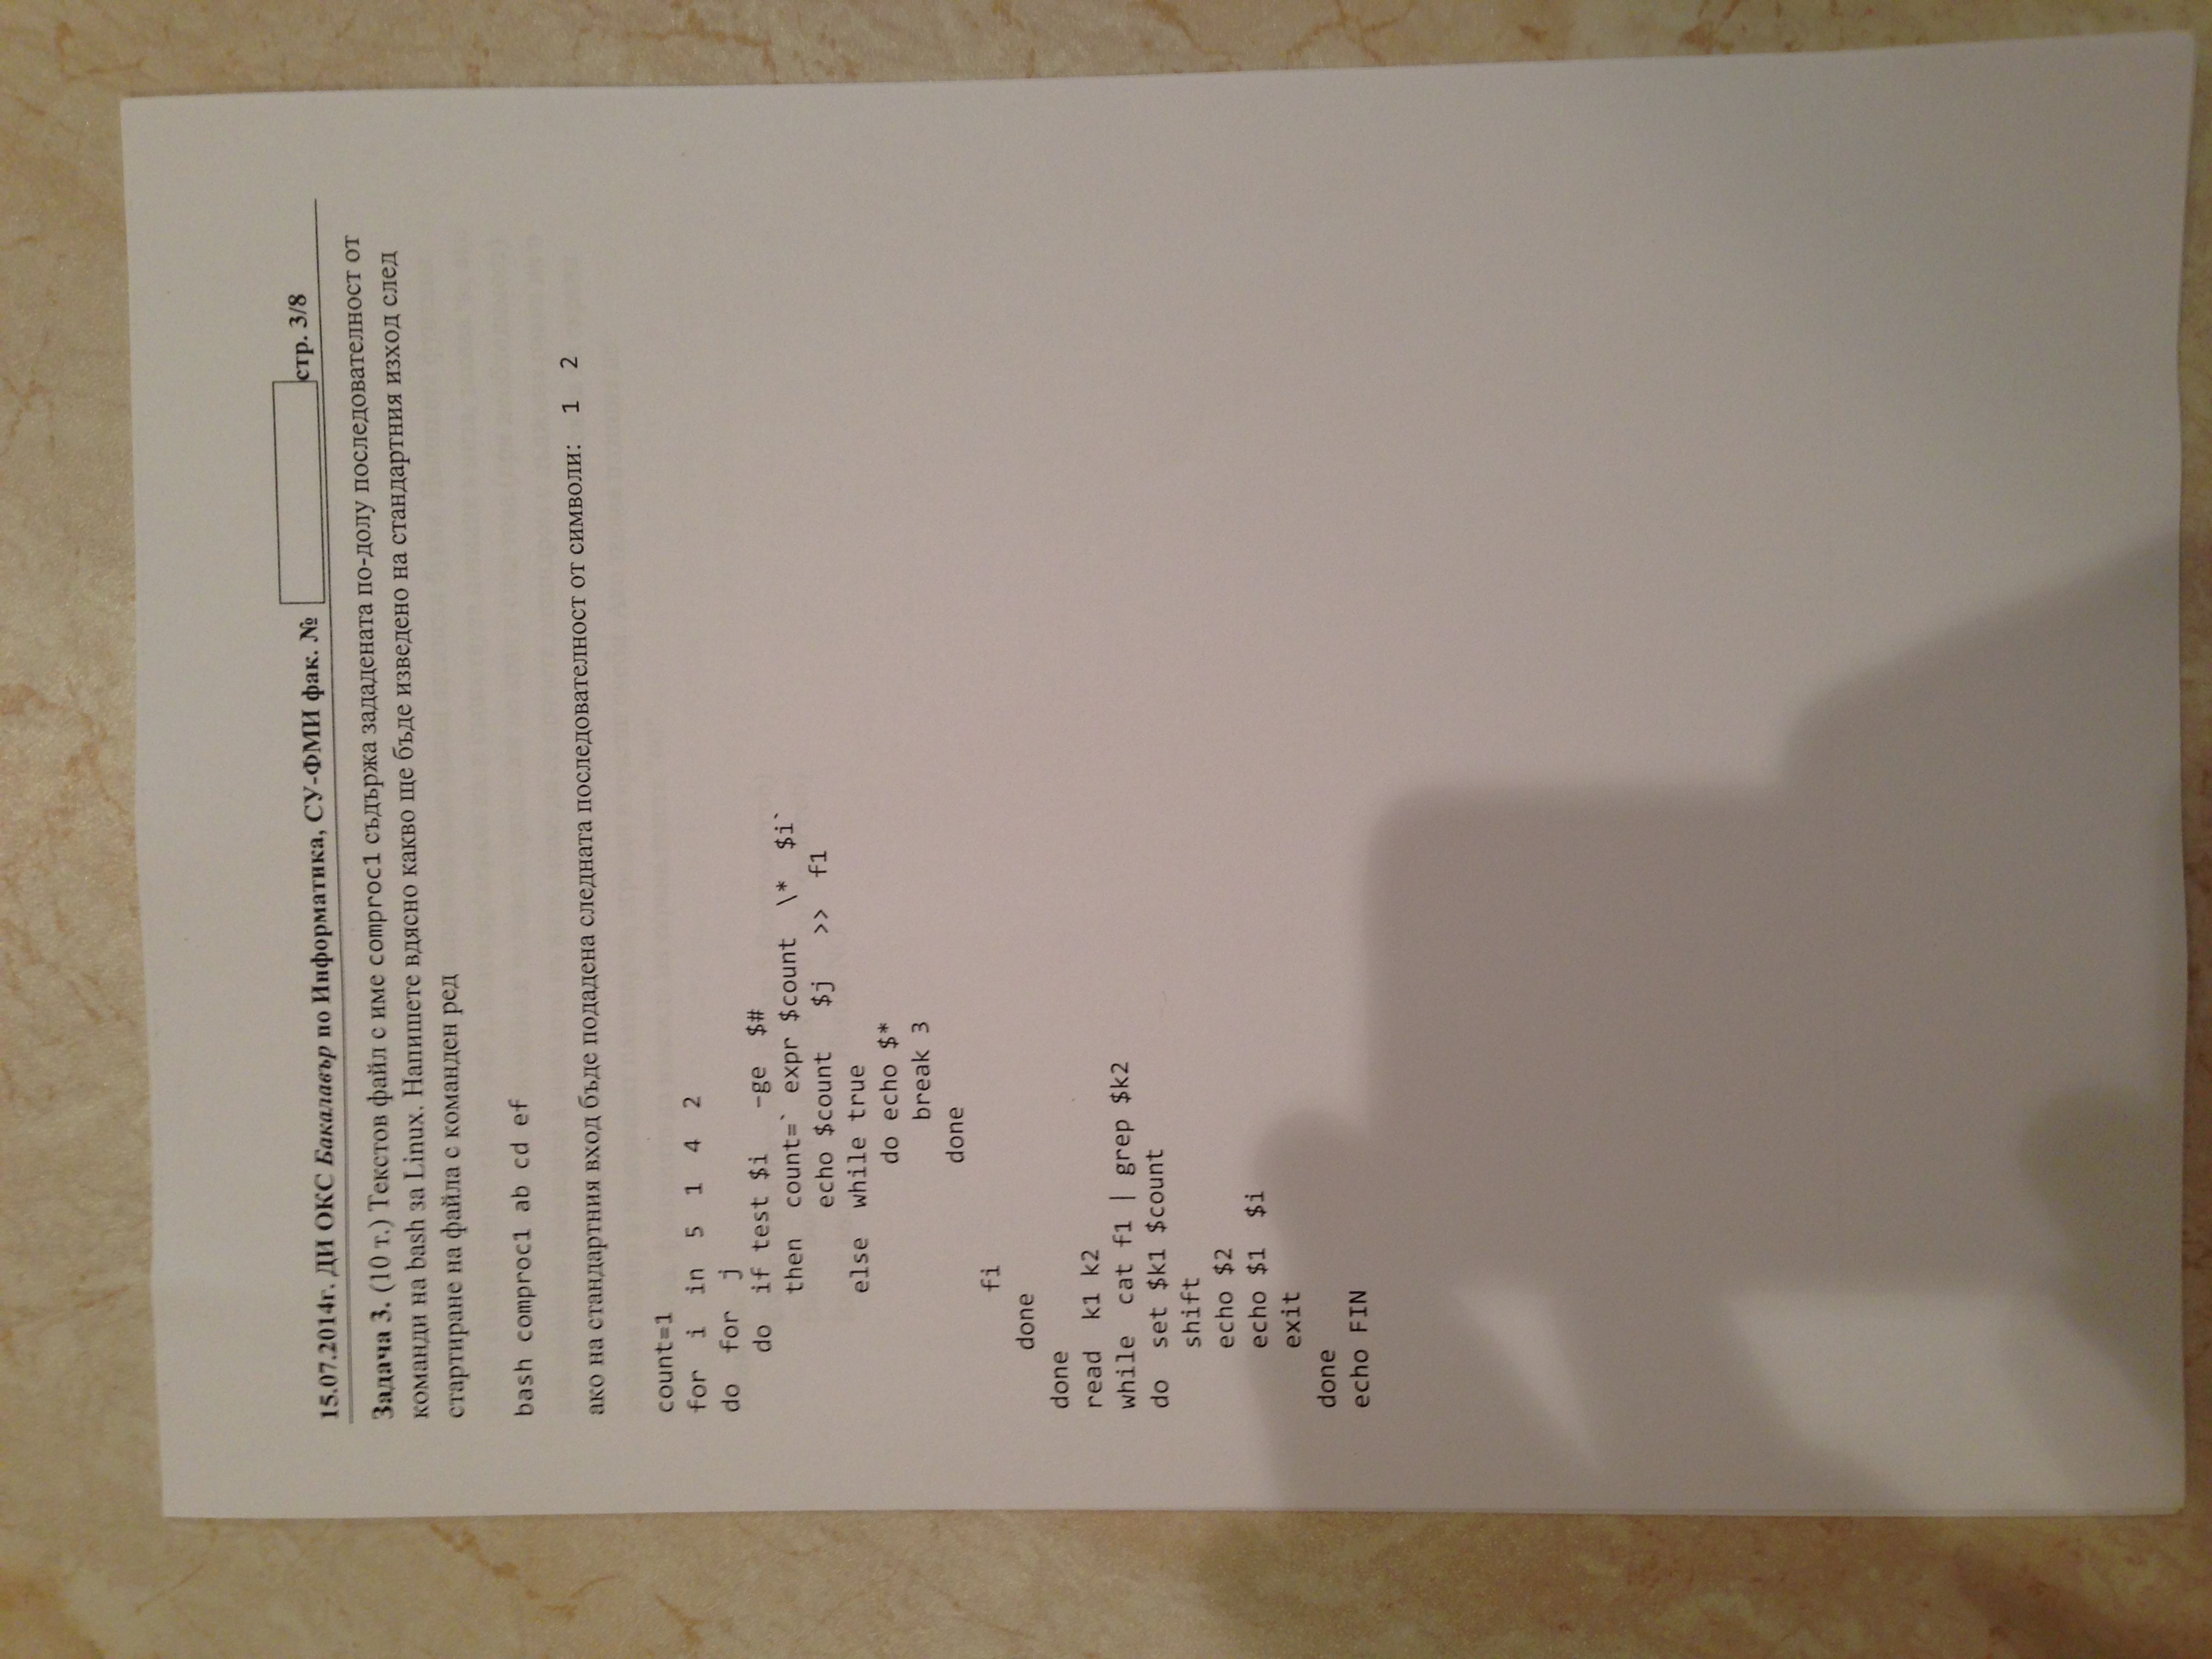 15.07.2014г. ДИ ОКС Бакалавър по Информатика, СУ-ФМИ фак. № стр. 3/8
Задача 3. (10 т.) Текстов файл с име comproc1 съдържа зададената по-долу последователност от
команди на bash за Linux. Напишете вдясно какво ще бъде изведено на стандартния изход след
стартиране на файла с команден ред
bash comproc1 ab cd ef
ако на стандартния вход бъде подадена следната последователност от символи: 1 2
count=1
for i in 5 1 4 2
do for j
do if test $i -ge $#
then count=` expr $count \* $i`
echo $count $j >> f1
else while true
do echo $*
break 3
done
fi
done
done
read k1 k2
while cat f1 | grep $k2
do set $k1 $count
shift
echo $2
echo $1 $i
exit
done
echo FIN